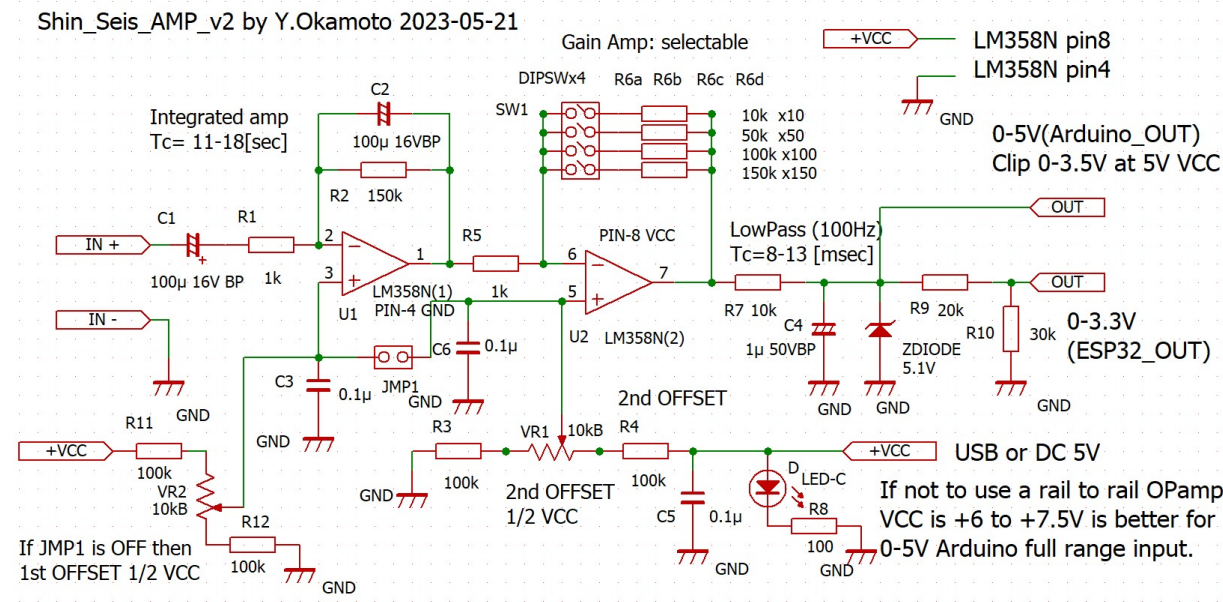 Shin_Seis_AMP_v2 by Y.Okamoto 2023-05-21
Gain Amp: selectable
+VCC
LM358N pin8
LM358N pin4
GND
DIPSWx4
R6a R6b R6c R6d
SW1
10k x10
50k x50
100k x100
150k x150
C2
100µ 16VBP
Integrated amp
Tc= 11-18[sec]
R2
150k
0-5V(Arduino_OUT)
Clip 0-3.5V at 5V VCC
OUT
C1
R1
IN +
100µ 16V BP
1k
2
3
1
LM358N(1)
PIN-4 GND
U1
R5
1k
PIN-8 VCC
6
5
7
U2
LM358N(2)
LowPass (100Hz)
Tc=8-13 [msec]
R7 10k
C4
1µ 50VBP
GND
ZDIODE
5.1V
GND
R9 20k
OUT
R10
30k
GND
0-3.3V
(ESP32_OUT)
IN -
GND
C3
0.1µ
GND
JMP1
C6
0.1µ
GND
R11
+VCC
100k
VR2
10kB
R12
100k
GND
If JMP1 is OFF then
1st OFFSET 1/2 VCC
2nd OFFSET
R3
100k
GND
VR1
10kB
R4
100k
2nd OFFSET
1/2 VCC
C5
0.1µ
GND
D
LED-C
R8
100
GND
+VCC
USB or DC 5V
If not to use a rail to rail OPamp
VCC is +6 to +7.5V is better for
0-5V Arduino full range input.